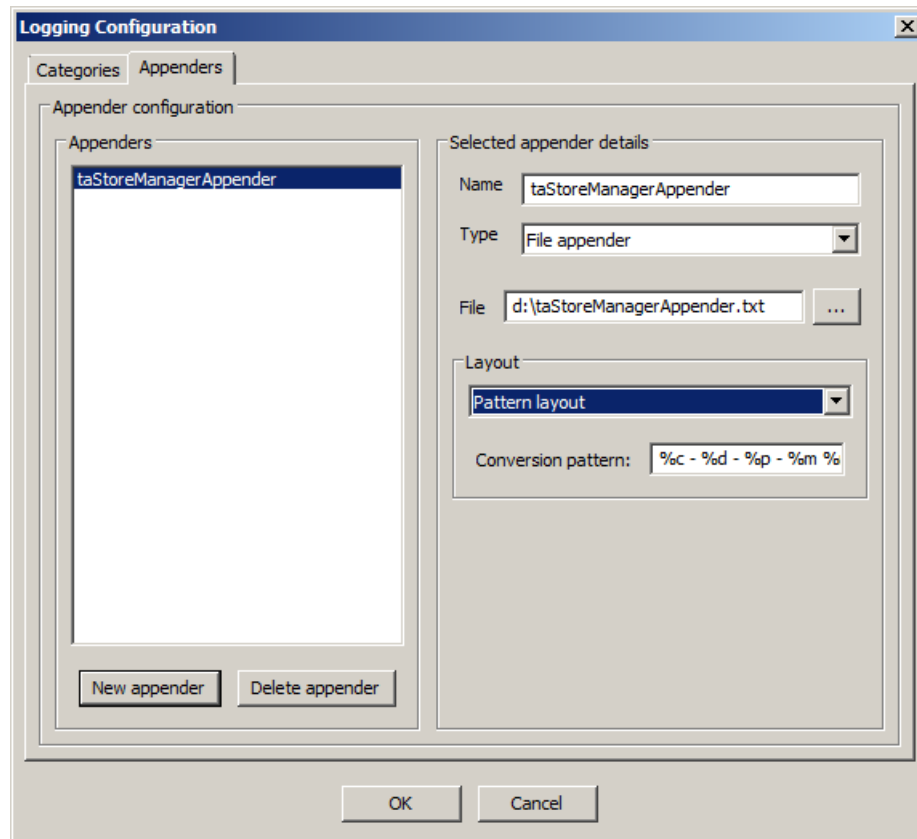 Logging Configuration
Categories
Appenders
Appender configuration
Appenders
taStoreManagerAppender
New appender
Delete appender
Selected appender details
Name
taStoreManagerAppender
Type
File appender
File
d:\taStoreManagerAppender.txt
...
Layout
Pattern layout
Conversion pattern:
%c - %d - %p - %m %
OK
Cancel